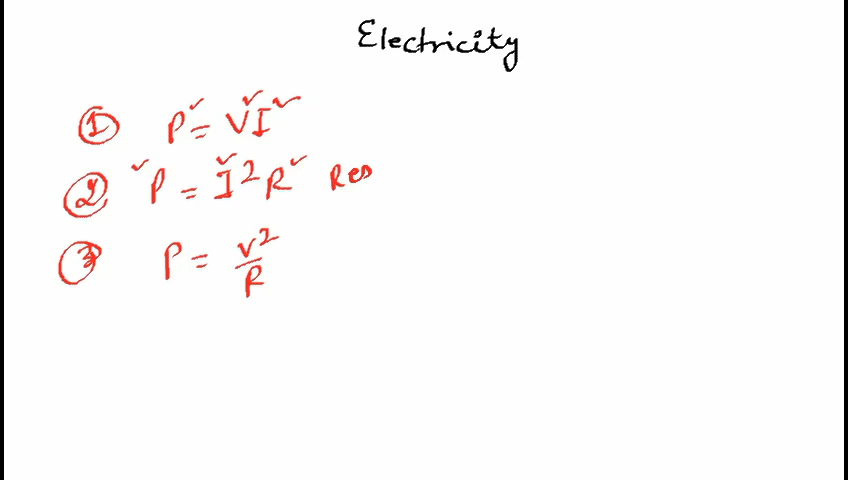 Electricity
① P = VI
② P = I²R Res
③ P = V²/R